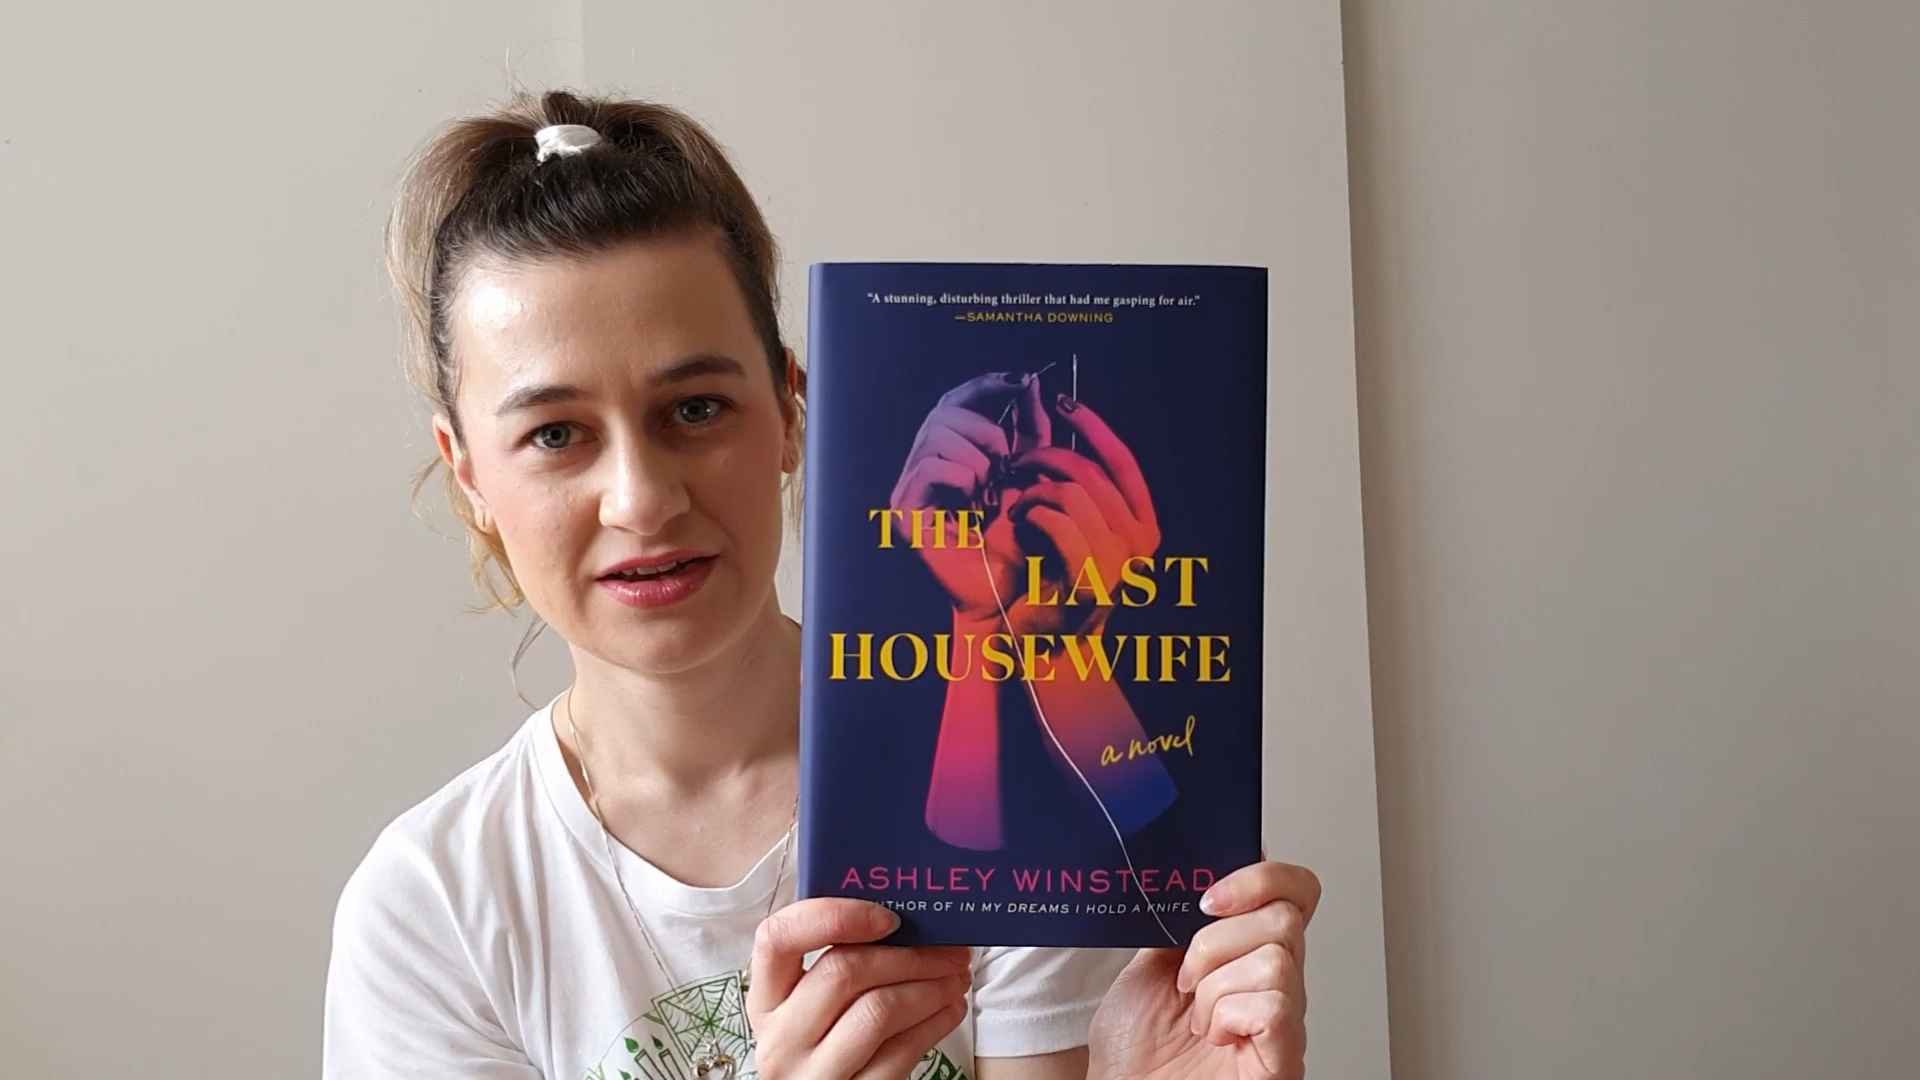 "A stunning, disturbing thriller that had me gasping for air."
—SAMANTHA DOWNING
THE
LAST
HOUSEWIFE
a novel
ASHLEY WINSTEAD
OF IN MY DREAMS I HOLD A KNIFE